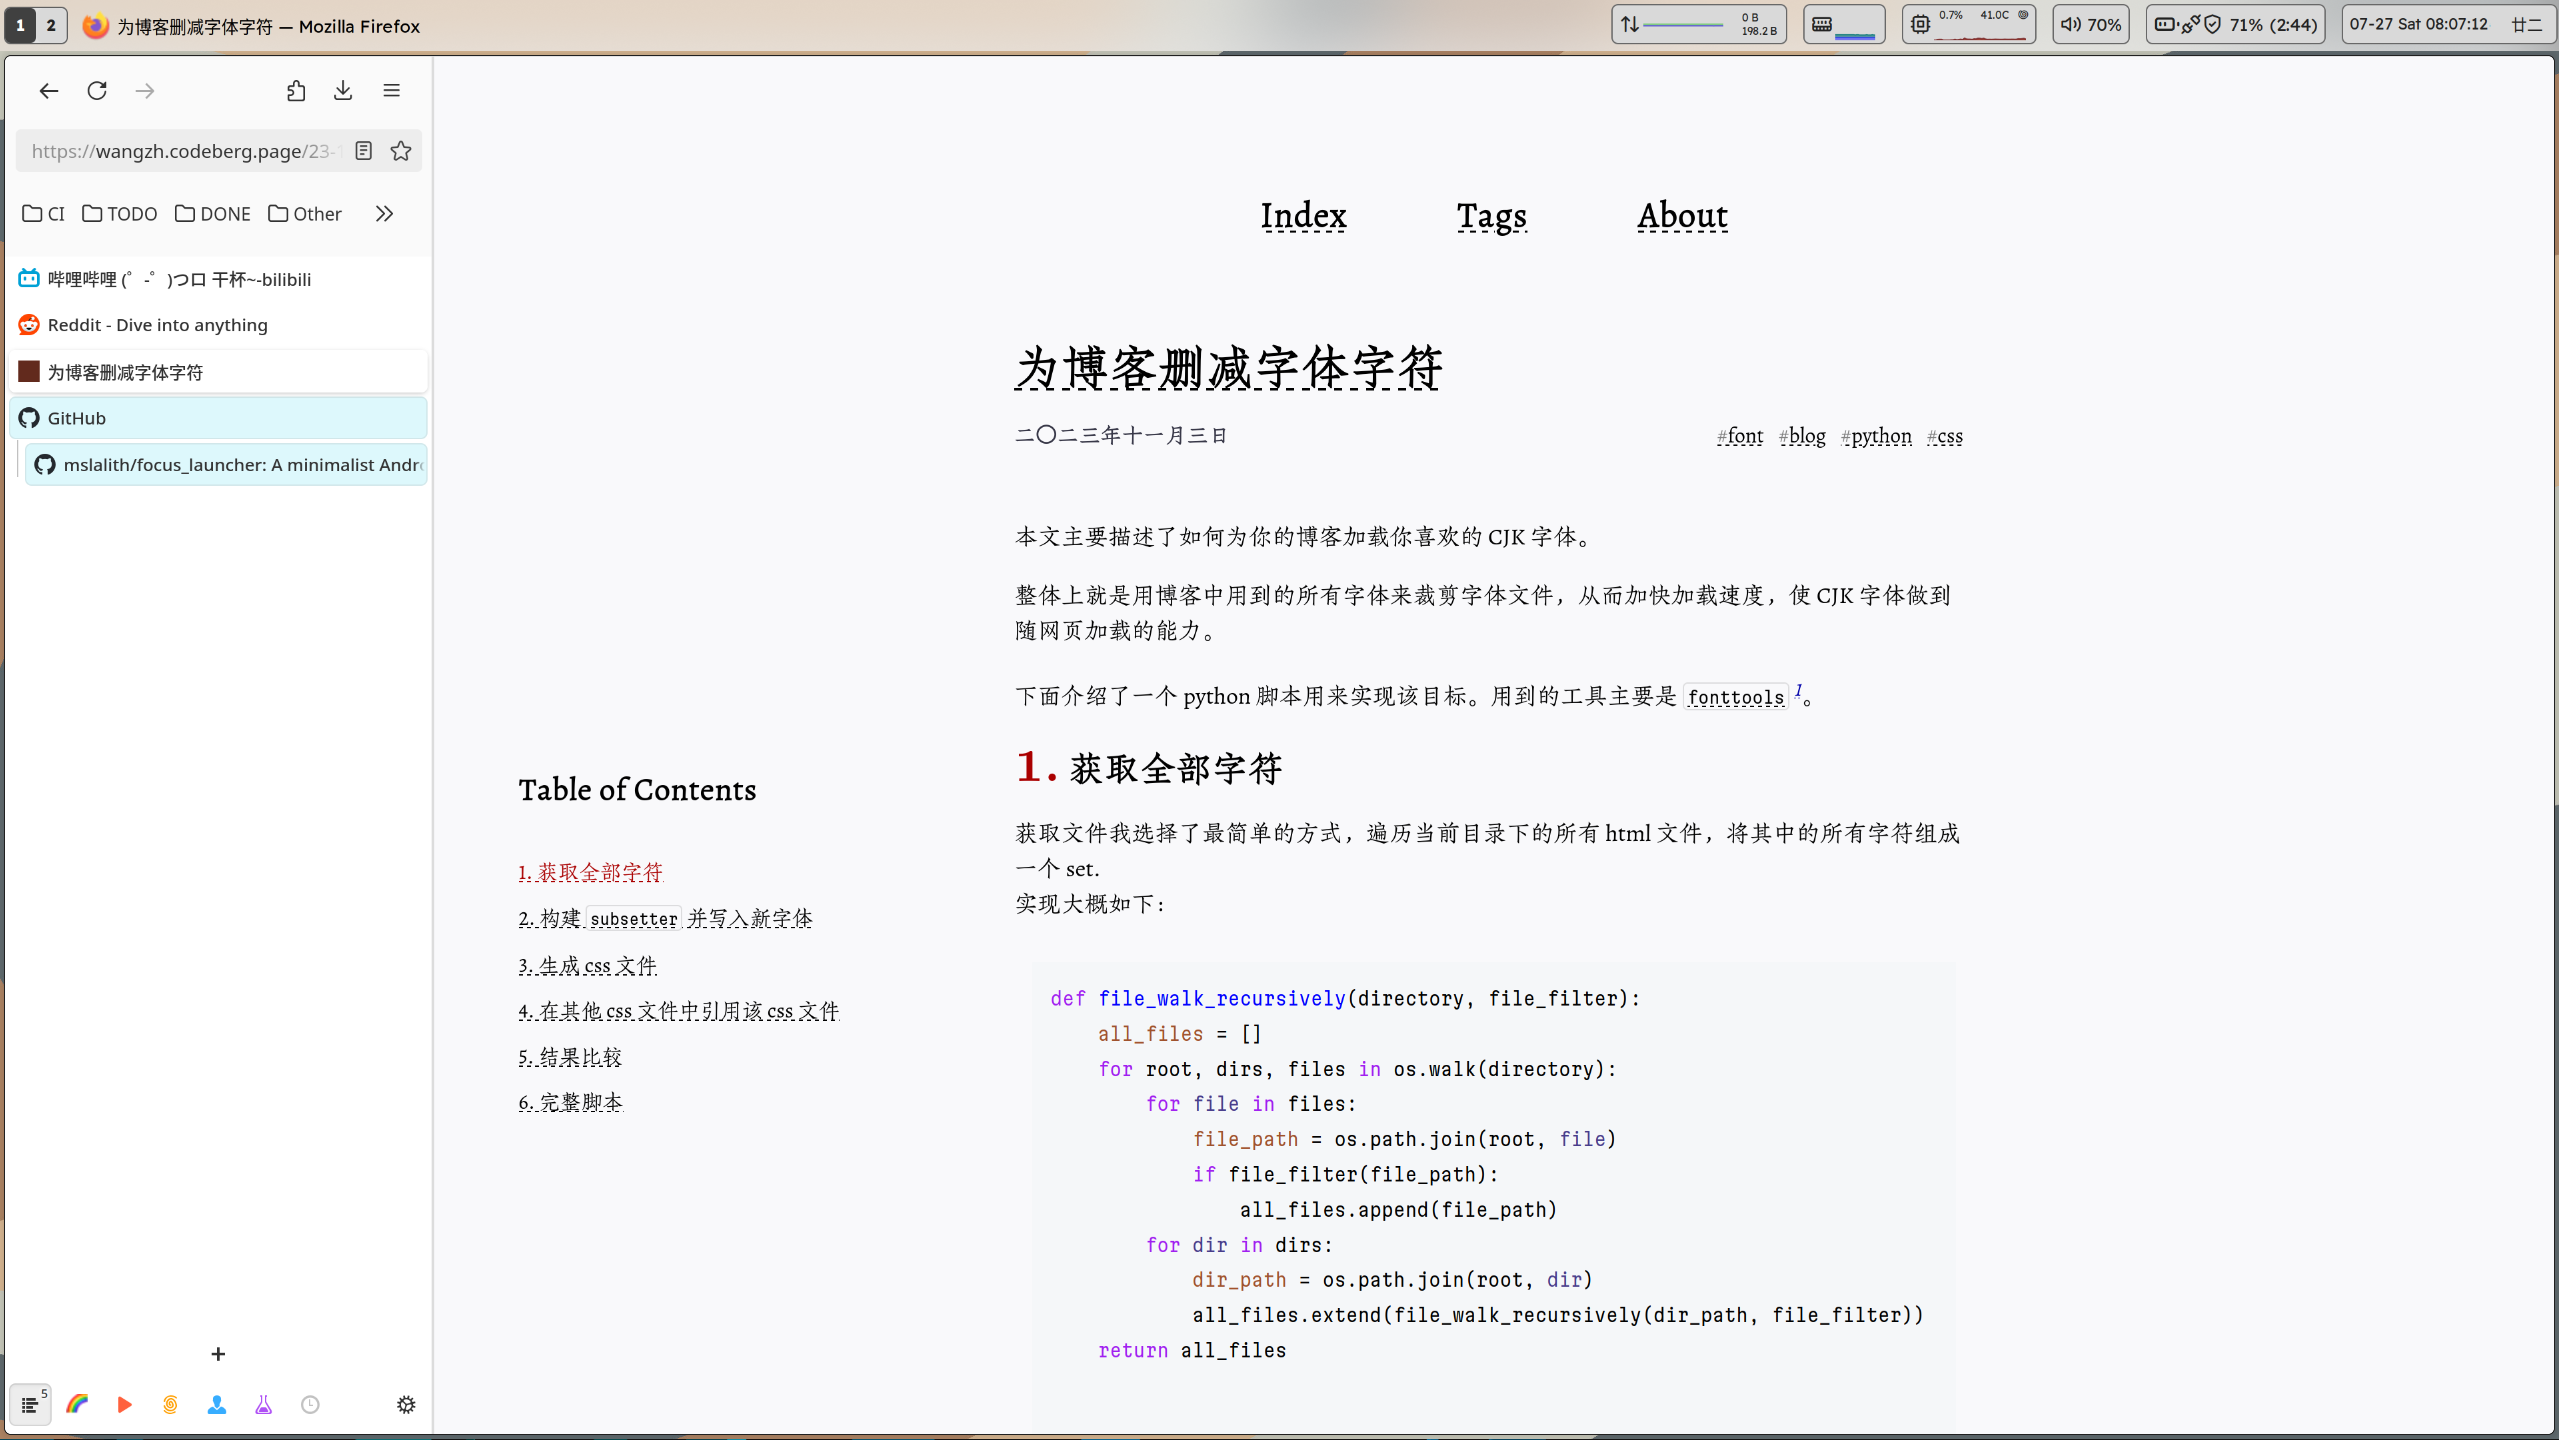 1 2 为博客删减字体字符 — Mozilla Firefox
0 B
198.2 B
0.7% 41.0C
70%
71% (2:44)
07-27 Sat 08:07:12 廿二
https://wangzh.codeberg.page/23-
CI TODO DONE Other
哔哩哔哩 (゜-゜)つロ 干杯~-bilibili
Reddit - Dive into anything
为博客删减字体字符
GitHub
mslalith/focus_launcher: A minimalist Andr
5
Index Tags About
为博客删减字体字符
二〇二三年十一月三日
#font #blog #python #css
本文主要描述了如何为你的博客加载你喜欢的 CJK 字体。
整体上就是用博客中用到的所有字体来裁剪字体文件，从而加快加载速度，使 CJK 字体做到
随网页加载的能力。
下面介绍了一个 python 脚本用来实现该目标。用到的工具主要是 fonttools 1。
Table of Contents
1. 获取全部字符
2. 构建 subsetter 并写入新字体
3. 生成 css 文件
4. 在其他 css 文件中引用该 css 文件
5. 结果比较
6. 完整脚本
1. 获取全部字符
获取文件我选择了最简单的方式，遍历当前目录下的所有 html 文件，将其中的所有字符组成
一个 set.
实现大概如下：
def file_walk_recursively(directory, file_filter):
    all_files = []
    for root, dirs, files in os.walk(directory):
        for file in files:
            file_path = os.path.join(root, file)
            if file_filter(file_path):
                all_files.append(file_path)
        for dir in dirs:
            dir_path = os.path.join(root, dir)
            all_files.extend(file_walk_recursively(dir_path, file_filter))
    return all_files